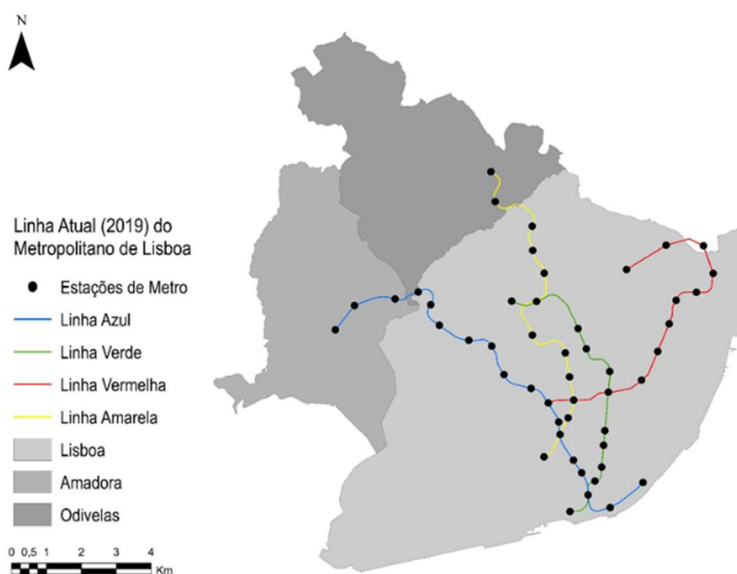 N
Linha Atual (2019) do
Metropolitano de Lisboa
Estações de Metro
Linha Azul
Linha Verde
Linha Vermelha
Linha Amarela
Lisboa
Amadora
Odivelas
0 0,5 1 2 3 4
Km